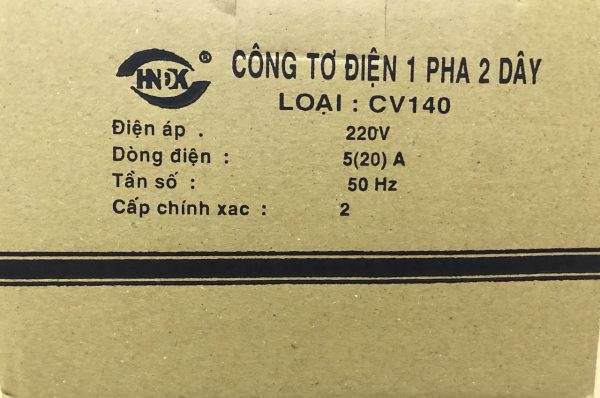 HNDK ®
CÔNG TƠ ĐIỆN 1 PHA 2 DÂY
LOẠI : CV140
Điện áp . 220V
Dòng điện : 5(20) A
Tần số : 50 Hz
Cấp chính xac : 2